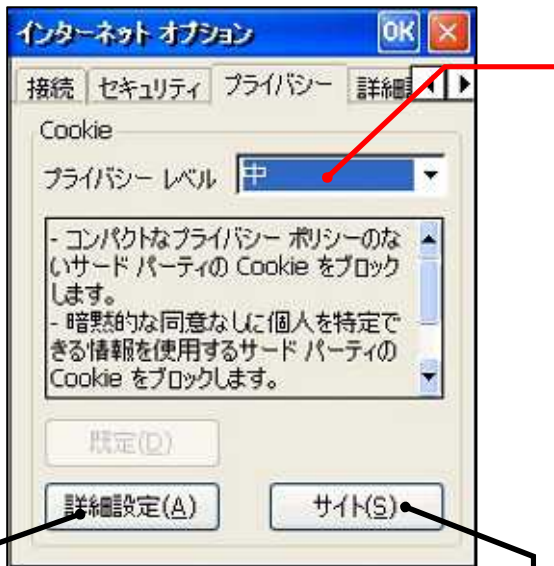 インターネット オプション OK
接続 セキュリティ プライバシー 詳細
Cookie
プライバシー レベル 中
- コンパクトなプライバシー ポリシーのな
いサード パーティの Cookie をブロック
します。
- 暗黙的な同意なしに個人を特定で
きる情報を使用するサード パーティの
Cookie をブロックします。
既定(D)
詳細設定(A) サイト(S)